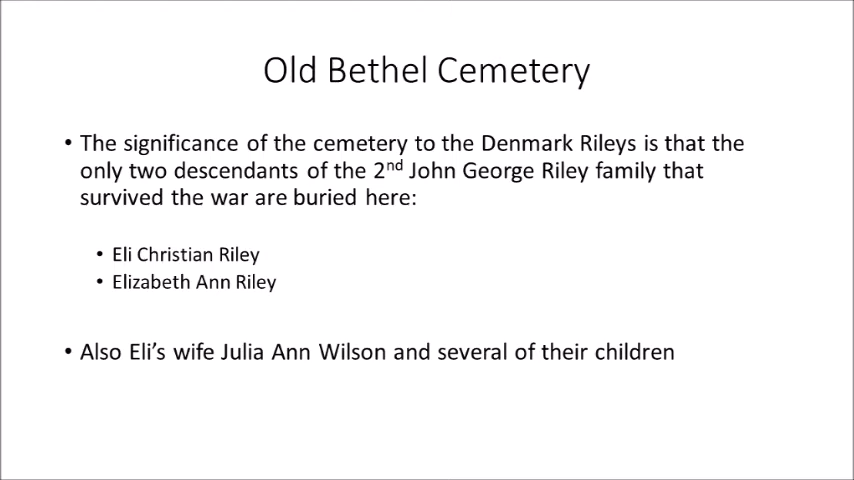 Old Bethel Cemetery
• The significance of the cemetery to the Denmark Rileys is that the
only two descendants of the 2nd John George Riley family that
survived the war are buried here:
• Eli Christian Riley
• Elizabeth Ann Riley
• Also Eli’s wife Julia Ann Wilson and several of their children